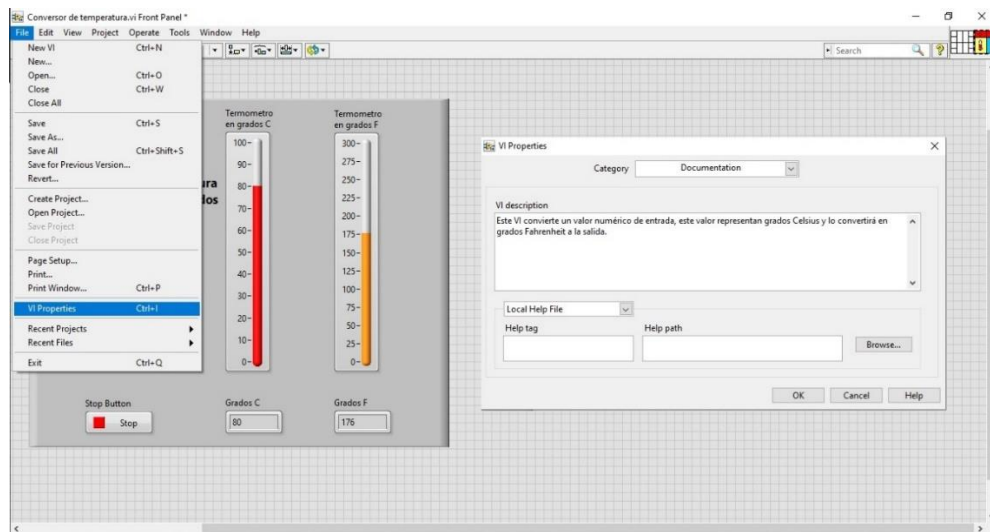 Conversor de temperatura.vi Front Panel *
File Edit View Project Operate Tools Window Help
New VI Ctrl+N
New...
Open... Ctrl+O
Close Ctrl+W
Close All
Save Ctrl+S
Save As...
Save All Ctrl+Shift+S
Save for Previous Version...
Revert...
Create Project...
Open Project...
Save Project
Close Project
Page Setup...
Print...
Print Window... Ctrl+P
VI Properties Ctrl+I
Recent Projects
Recent Files
Exit Ctrl+Q
Search
?
ura
dos
Termometro
en grados C
100
90
80
70
60
50
40
30
20
10
0
Termometro
en grados F
300
275
250
225
200
175
150
125
100
75
50
25
0
Stop Button
Stop
Grados C
80
Grados F
176
VI Properties
Category Documentation
VI description
Este VI convierte un valor numérico de entrada, este valor representan grados Celsius y lo convertirá en
grados Fahrenheit a la salida.
Local Help File
Help tag Help path
Browse...
OK Cancel Help